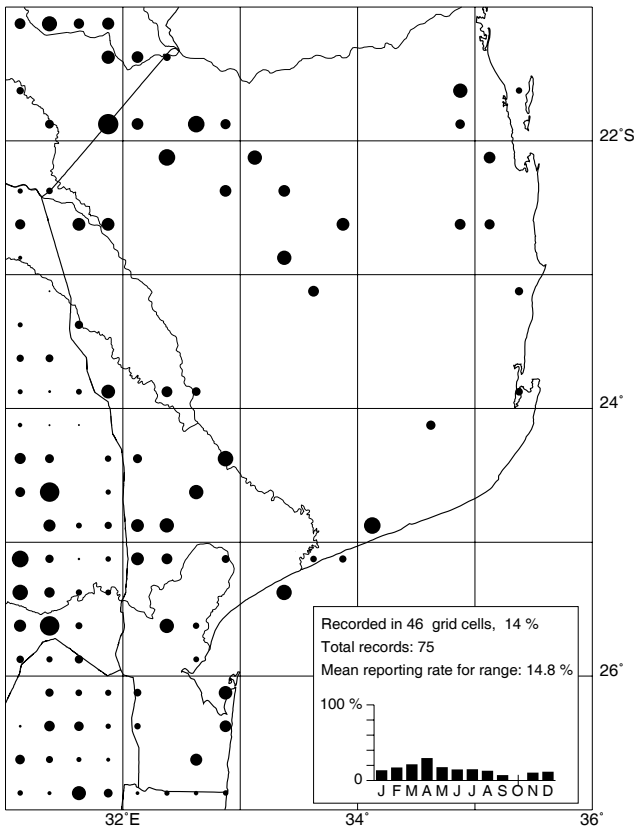 22°S
24°
Recorded in 46 grid cells, 14 %
Total records: 75
Mean reporting rate for range: 14.8 %
26°
100 %
0
J F M A M J J A S O N D
32°E 34° 36°